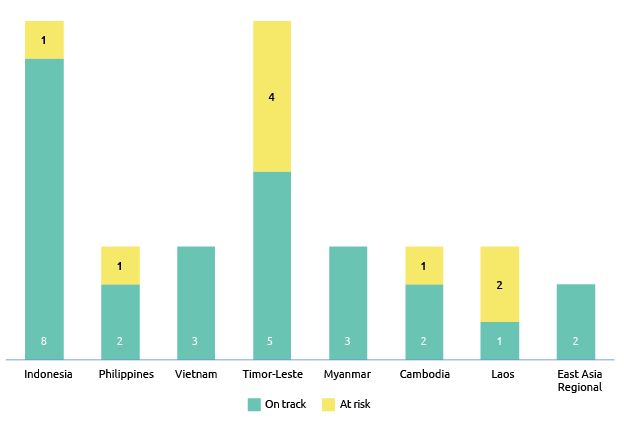 1
4
1
1
2
8
2
3
5
3
2
1
2
Indonesia
Philippines
Vietnam
Timor-Leste
Myanmar
Cambodia
Laos
East Asia
Regional
On track
At risk